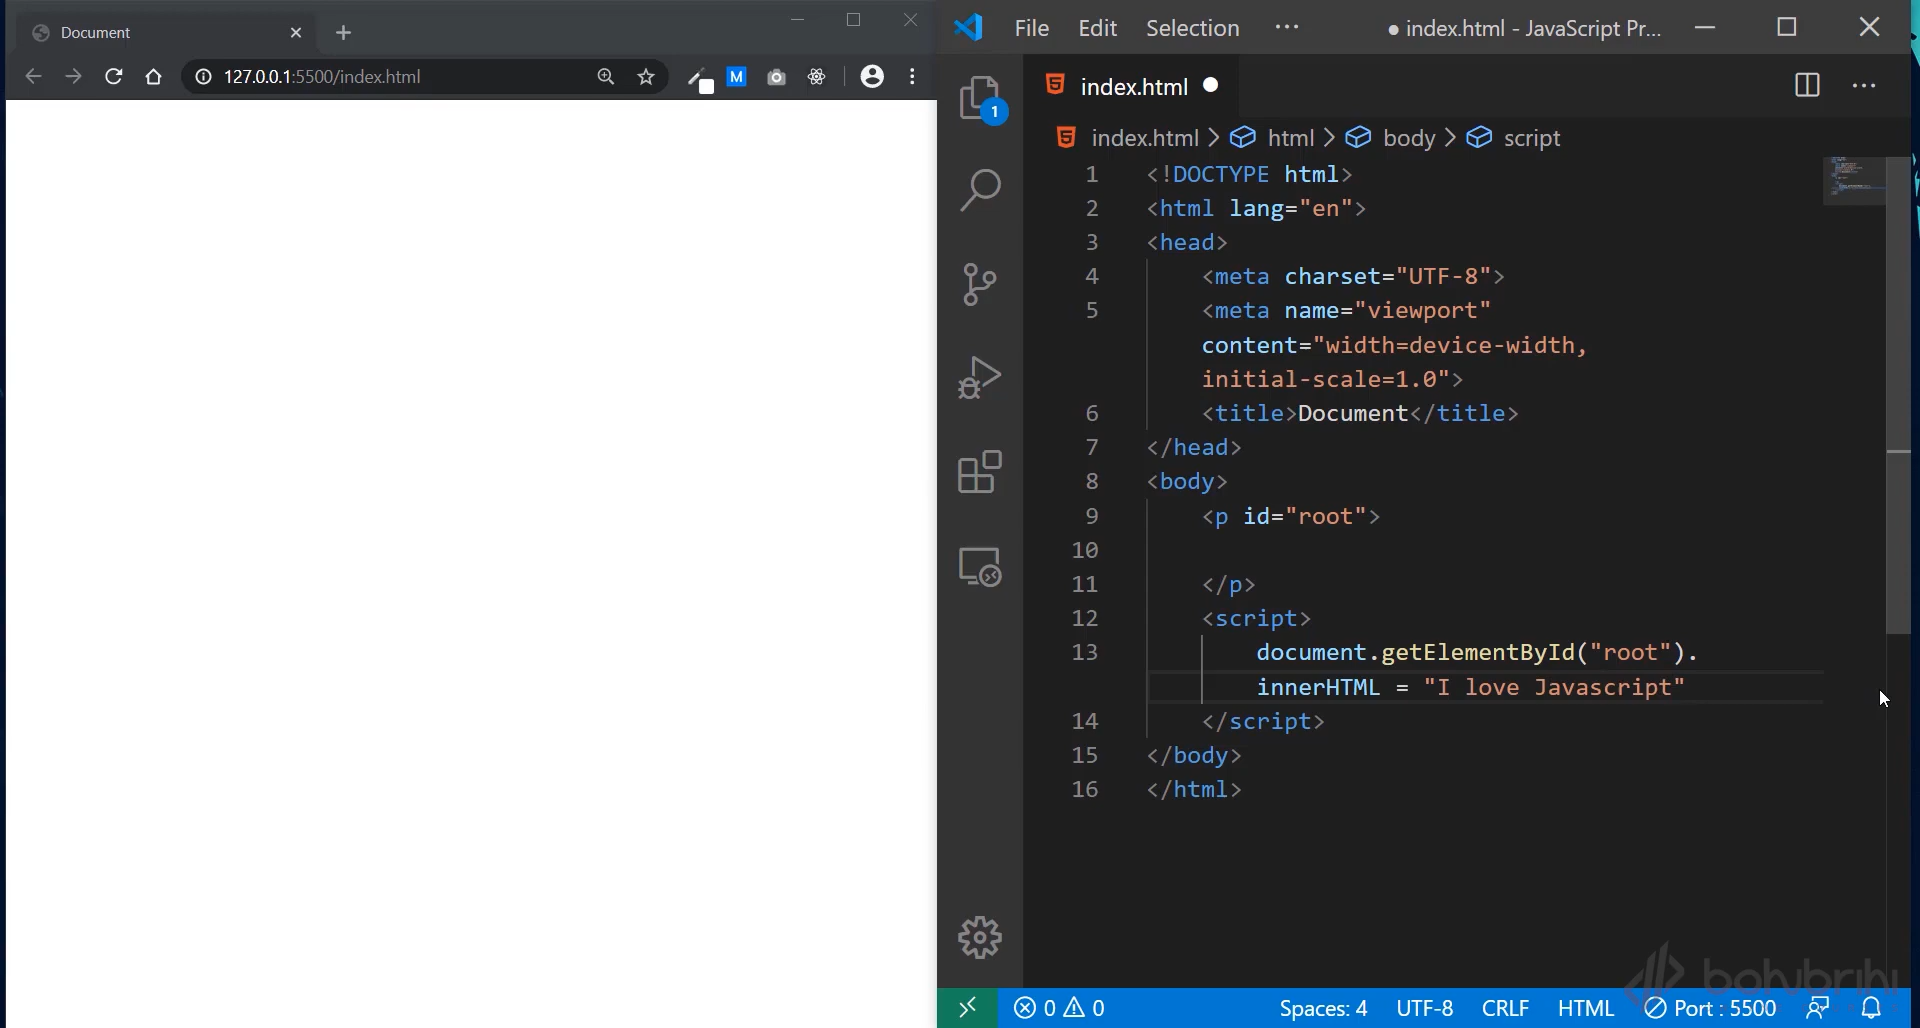 Document
127.0.0.1:5500/index.html
M
File Edit Selection ··· ● index.html - JavaScript Pr...
1
index.html ●
index.html > html > body > script
1 <!DOCTYPE html>
2 <html lang="en">
3 <head>
4 <meta charset="UTF-8">
5 <meta name="viewport"
content="width=device-width,
initial-scale=1.0">
6 <title>Document</title>
7 </head>
8 <body>
9 <p id="root">
10
11 </p>
12 <script>
13 document.getElementById("root").
innerHTML = "I love Javascript"
14 </script>
15 </body>
16 </html>
bohubrihi
0 0 Spaces: 4 UTF-8 CRLF HTML Port : 5500